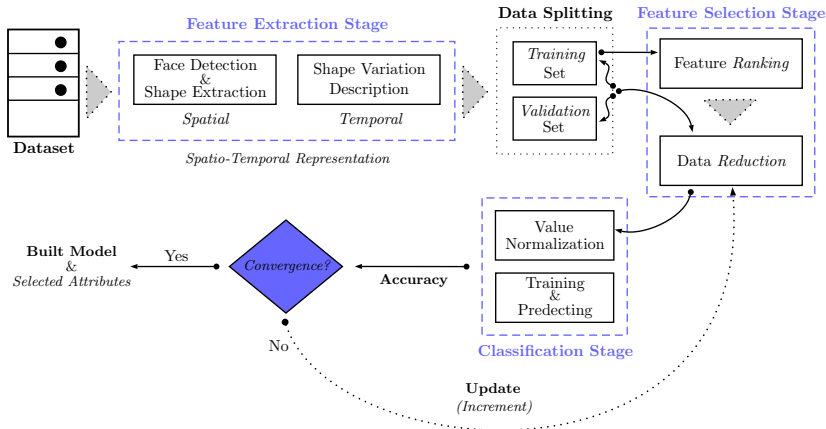 Feature Extraction Stage
Data Splitting
Feature Selection Stage
Face Detection
&
Shape Extraction
Spatial
Shape Variation
Description
Temporal
Spatio-Temporal Representation
Dataset
Training
Set
Validation
Set
Feature Ranking
Data Reduction
Value
Normalization
Training
&
Predecting
Classification Stage
Accuracy
Convergence?
Yes
Built Model
&
Selected Attributes
No
Update
(Increment)